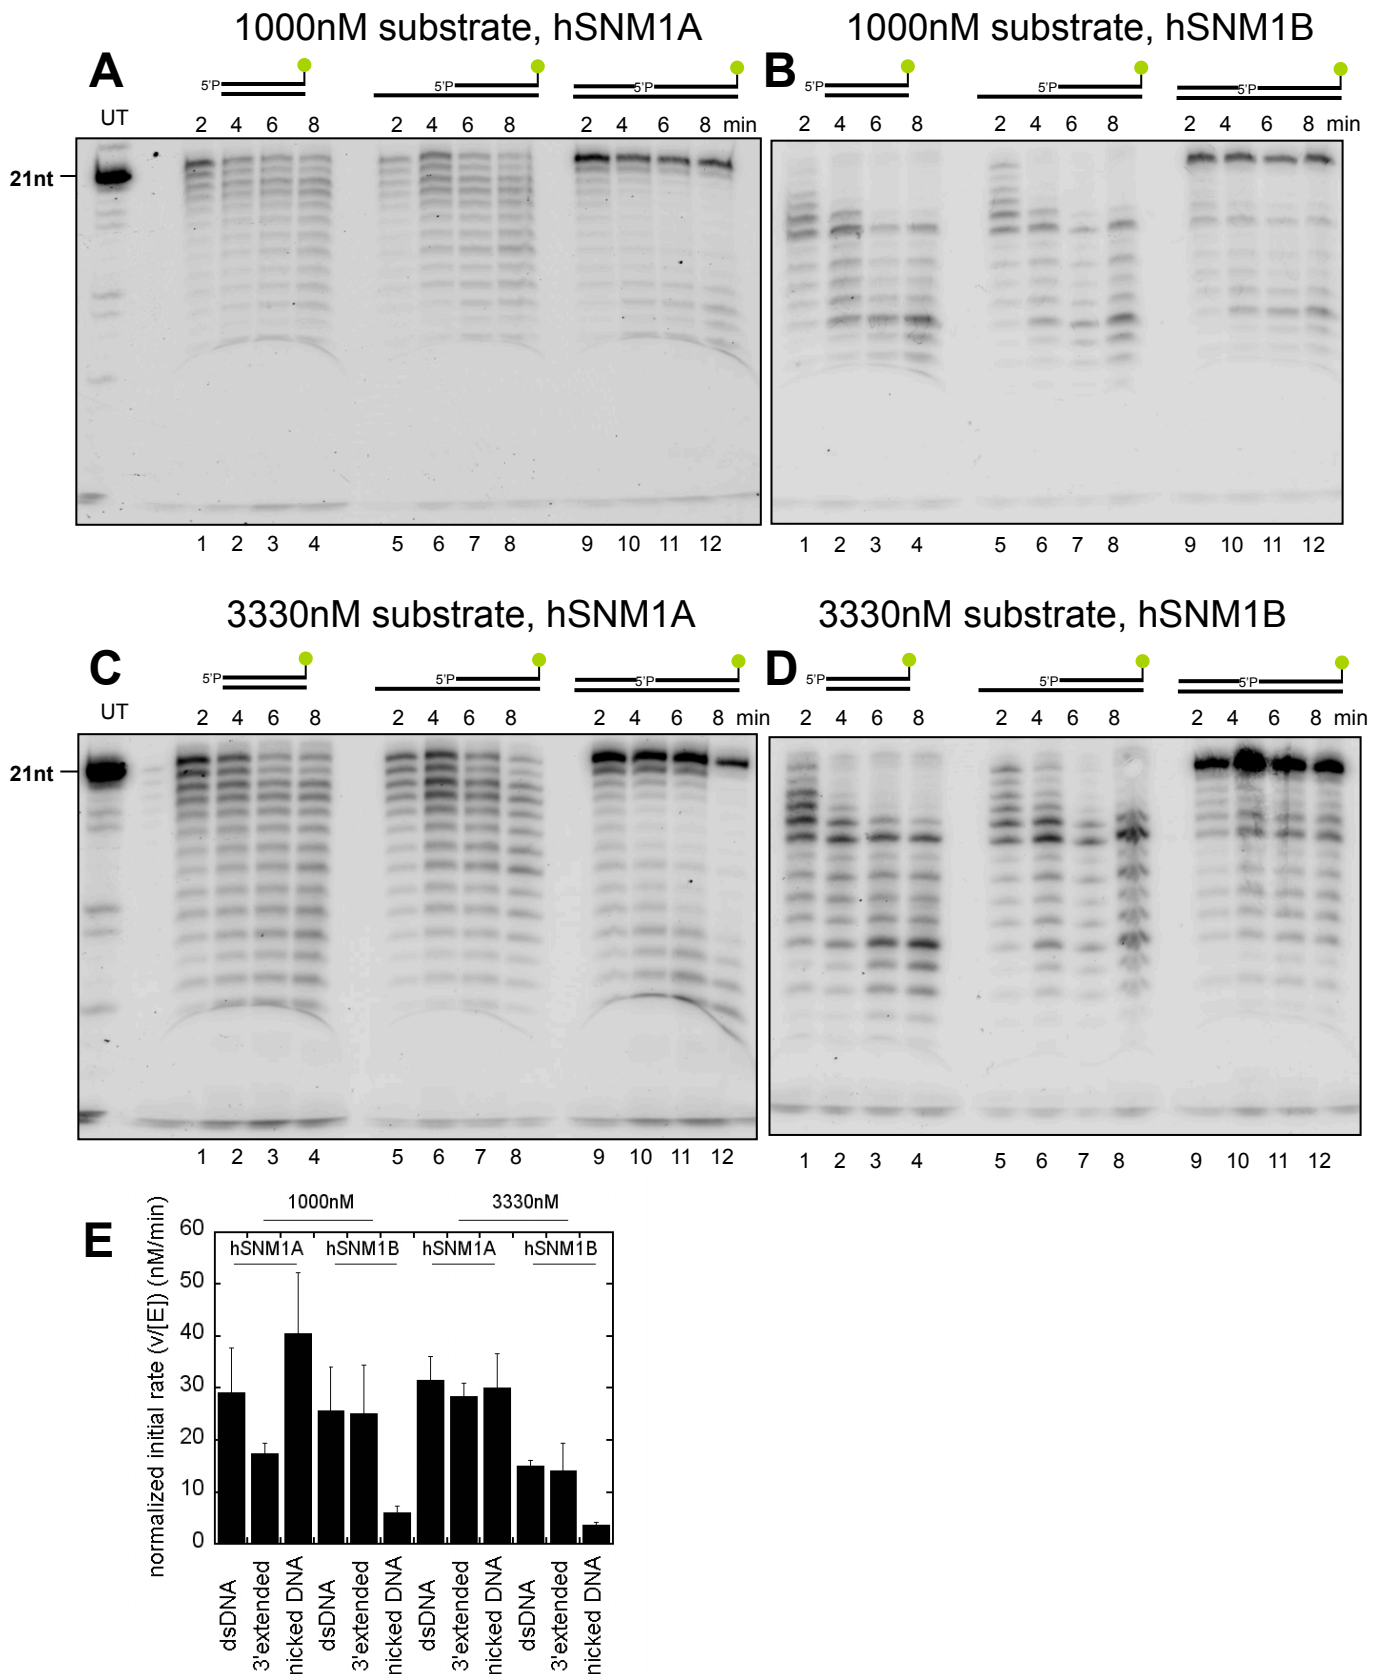 1000nM substrate, hSNM1A
1000nM substrate, hSNM1B
A
5'P
5'P
5'P
B
5'P
5'P
5'P
UT
2 4 6 8
2 4 6 8
2 4 6 8 min
2 4 6 8
2 4 6 8
2 4 6 8 min
21nt
1 2 3 4
5 6 7 8
9 10 11 12
1 2 3 4
5 6 7 8
9 10 11 12
3330nM substrate, hSNM1A
3330nM substrate, hSNM1B
C
5'P
5'P
5'P
D
5'P
5'P
5'P
UT
2 4 6 8
2 4 6 8
2 4 6 8 min
2 4 6 8
2 4 6 8
2 4 6 8 min
21nt
1 2 3 4
5 6 7 8
9 10 11 12
1 2 3 4
5 6 7 8
9 10 11 12
E
1000nM
3330nM
hSNM1A
hSNM1B
hSNM1A
hSNM1B
normalized initial rate (v/[E]) (nM/min)
60
50
40
30
20
10
0
dsDNA
3'extended
nicked DNA
dsDNA
3'extended
nicked DNA
dsDNA
3'extended
nicked DNA
dsDNA
3'extended
nicked DNA